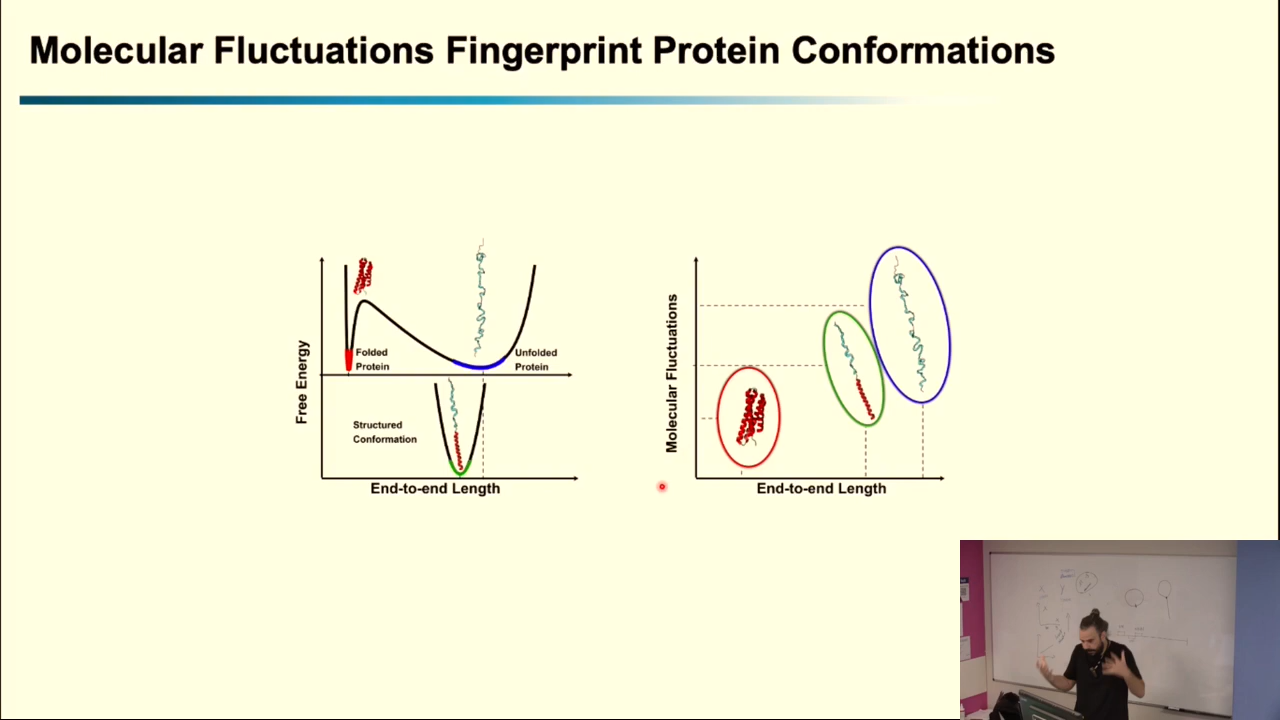 Molecular Fluctuations Fingerprint Protein Conformations
Free Energy
Folded
Protein
Unfolded
Protein
Structured
Conformation
End-to-end Length
Molecular Fluctuations
End-to-end Length